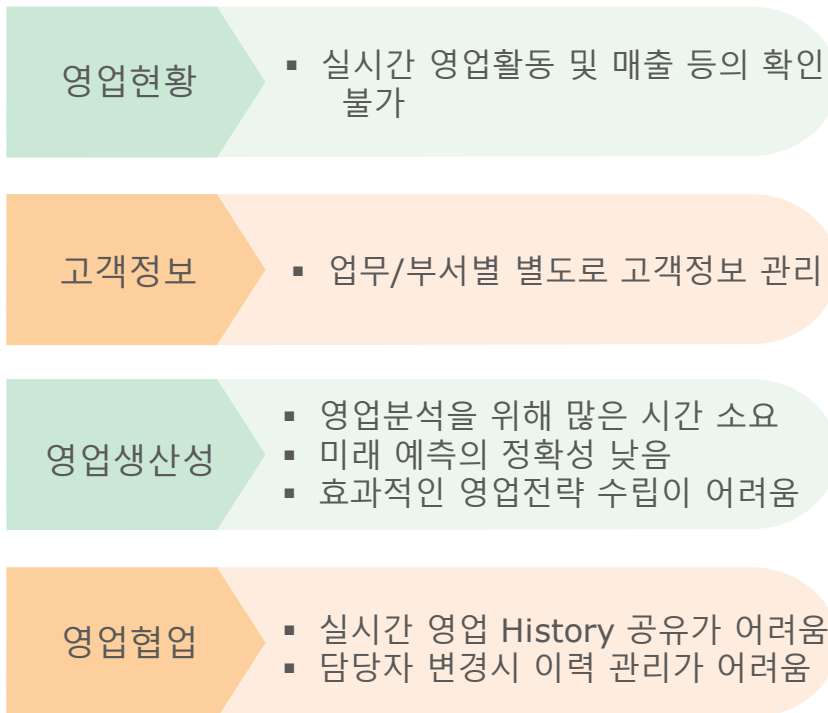 영업현황
▪ 실시간 영업활동 및 매출 등의 확인
불가
고객정보
▪ 업무/부서별 별도로 고객정보 관리
영업생산성
▪ 영업분석을 위해 많은 시간 소요
▪ 미래 예측의 정확성 낮음
▪ 효과적인 영업전략 수립이 어려움
영업협업
▪ 실시간 영업 History 공유가 어려움
▪ 담당자 변경시 이력 관리가 어려움